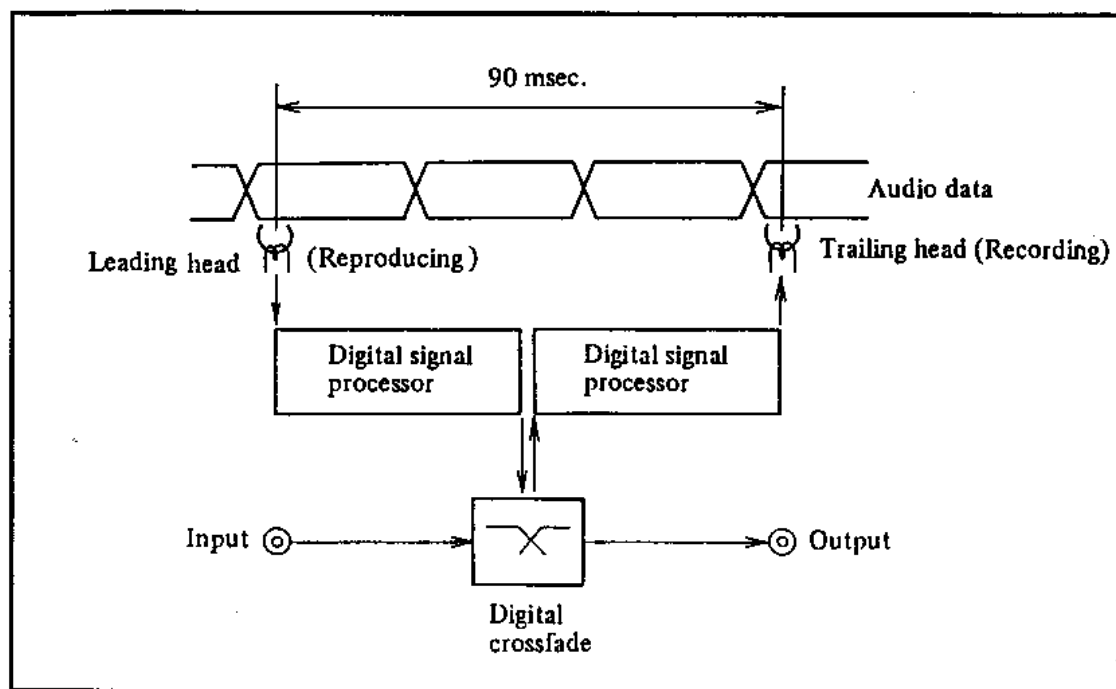 90 msec.
Audio data
Leading head (Reproducing)
Trailing head (Recording)
Digital signal
processor
Digital signal
processor
Input
Output
Digital
crossfade